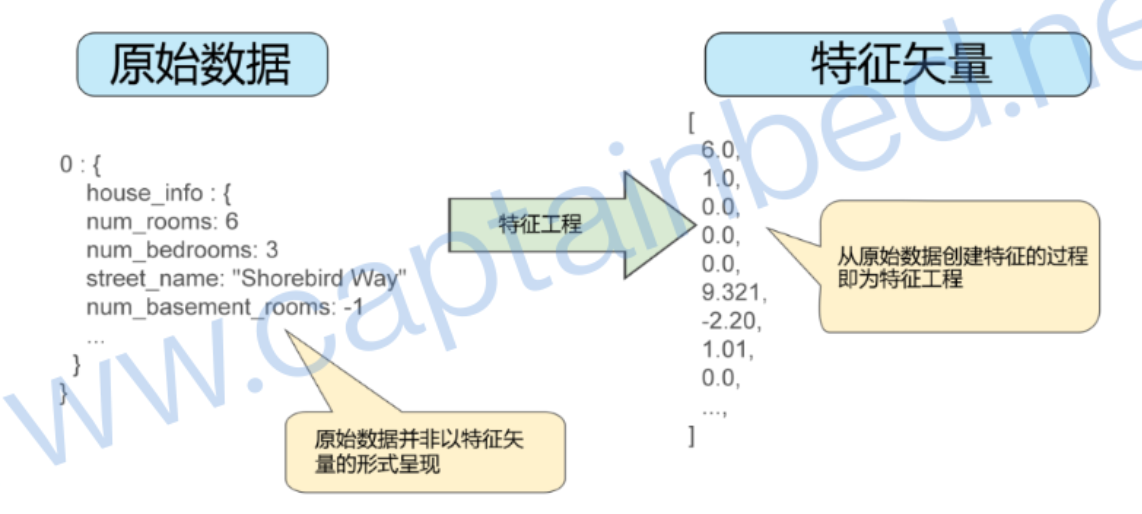 原始数据
特征矢量
0 : {
house_info : {
num_rooms: 6
num_bedrooms: 3
street_name: "Shorebird Way"
num_basement_rooms: -1
...
}
}
原始数据并非以特征矢
量的形式呈现
特征工程
[
6.0,
1.0,
0.0,
0.0,
0.0,
9.321,
-2.20,
1.01,
0.0,
...,
]
从原始数据创建特征的过程
即为特征工程
www.captainbed.ne